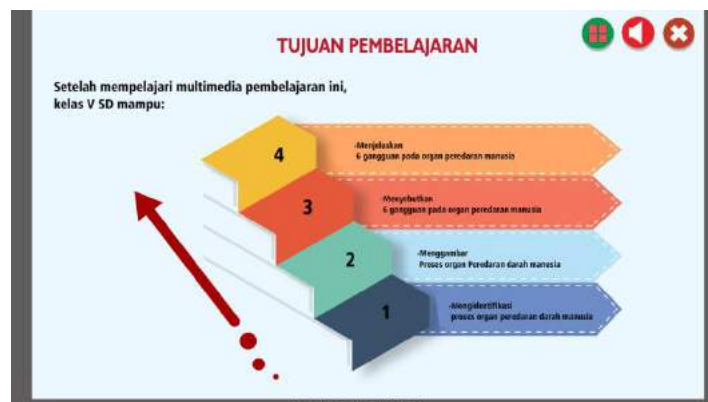 TUJUAN PEMBELAJARAN
Setelah mempelajari multimedia pembelajaran ini,
kelas V SD mampu:
4
-Menjelaskan
6 gangguan pada organ peredaran manusia
3
-Menyebutkan
6 gangguan pada organ peredaran manusia
2
-Menggambar
Proses organ Peredaran darah manusia
1
-Mengidentifikasi
proses organ peredaran darah manusia